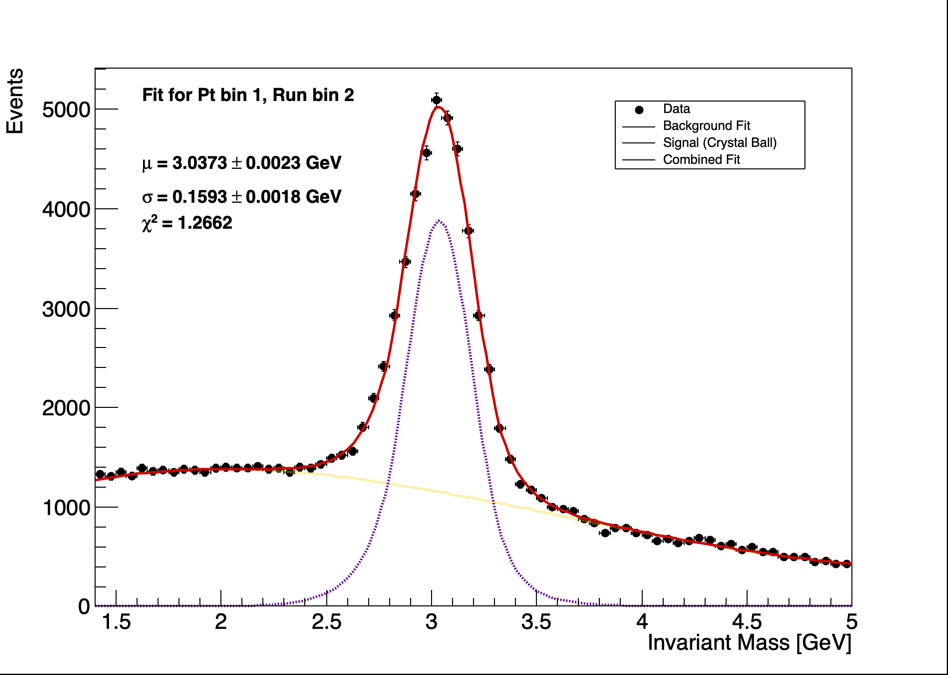 Events
Fit for Pt bin 1, Run bin 2
μ = 3.0373 ± 0.0023 GeV
σ = 0.1593 ± 0.0018 GeV
χ² = 1.2662
Data
Background Fit
Signal (Crystal Ball)
Combined Fit
5000
4000
3000
2000
1000
0
1.5 2 2.5 3 3.5 4 4.5 5
Invariant Mass [GeV]